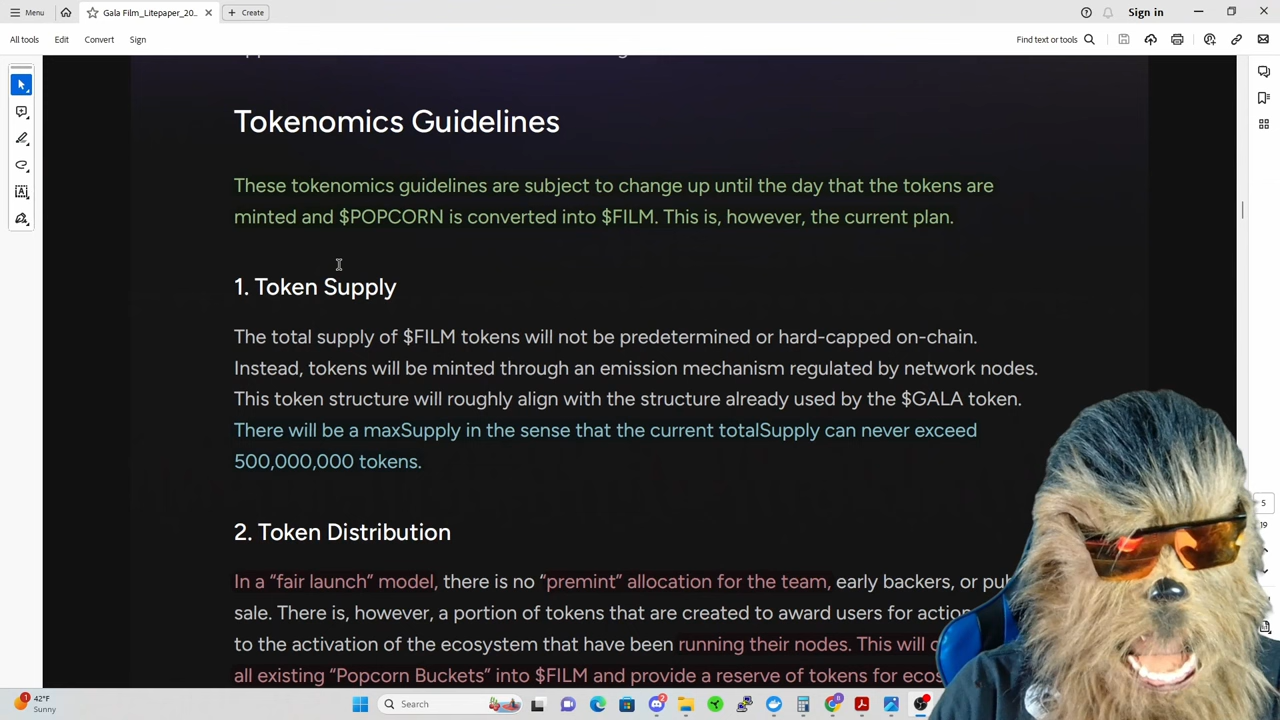 Menu
Gala Film_Litepaper_20...
Create
Sign in
All tools
Edit
Convert
Sign
Find text or tools
Tokenomics Guidelines
These tokenomics guidelines are subject to change up until the day that the tokens are
minted and $POPCORN is converted into $FILM. This is, however, the current plan.
1. Token Supply
The total supply of $FILM tokens will not be predetermined or hard-capped on-chain.
Instead, tokens will be minted through an emission mechanism regulated by network nodes.
This token structure will roughly align with the structure already used by the $GALA token.
There will be a maxSupply in the sense that the current totalSupply can never exceed
500,000,000 tokens.
5
19
2. Token Distribution
In a “fair launch” model, there is no “premint” allocation for the team, early backers, or
sale. There is, however, a portion of tokens that are created to award users for
to the activation of the ecosystem that have been running their nodes. This will
all existing “Popcorn Buckets” into $FILM and provide a reserve of tokens for
1
42°F
Sunny
Search
2